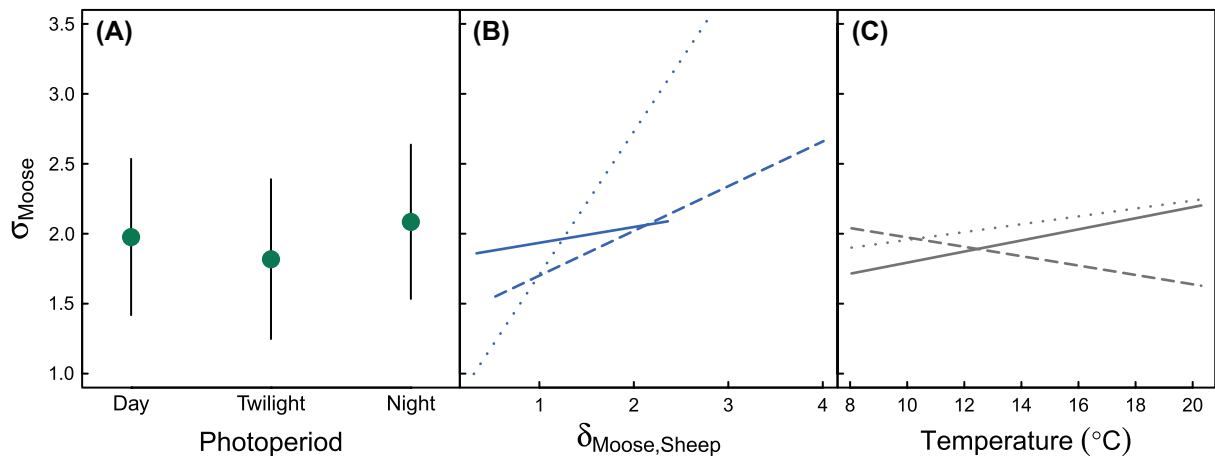 (A) (B) (C)
3.5
3.0
2.5
2.0
1.5
1.0
σMoose
Day Twilight Night
1 2 3 4
8 10 12 14 16 18 20
Photoperiod
δMoose,Sheep
Temperature (°C)